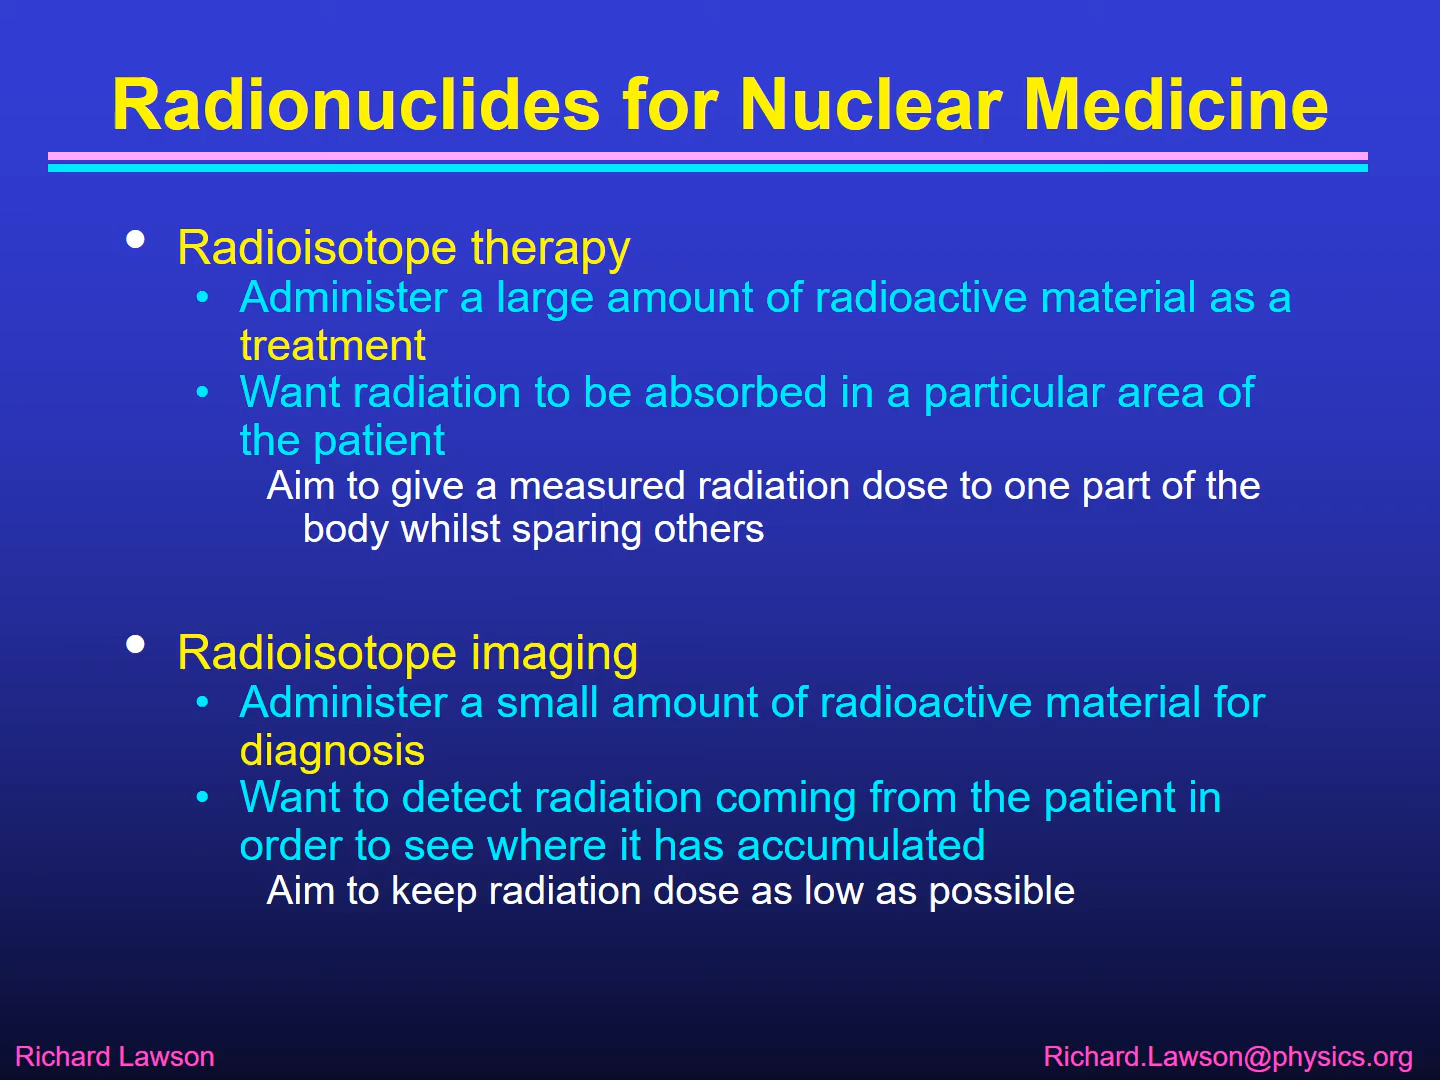 Radionuclides for Nuclear Medicine
• Radioisotope therapy
• Administer a large amount of radioactive material as a
treatment
• Want radiation to be absorbed in a particular area of
the patient
Aim to give a measured radiation dose to one part of the
body whilst sparing others
• Radioisotope imaging
• Administer a small amount of radioactive material for
diagnosis
• Want to detect radiation coming from the patient in
order to see where it has accumulated
Aim to keep radiation dose as low as possible
Richard Lawson
Richard.Lawson@physics.org